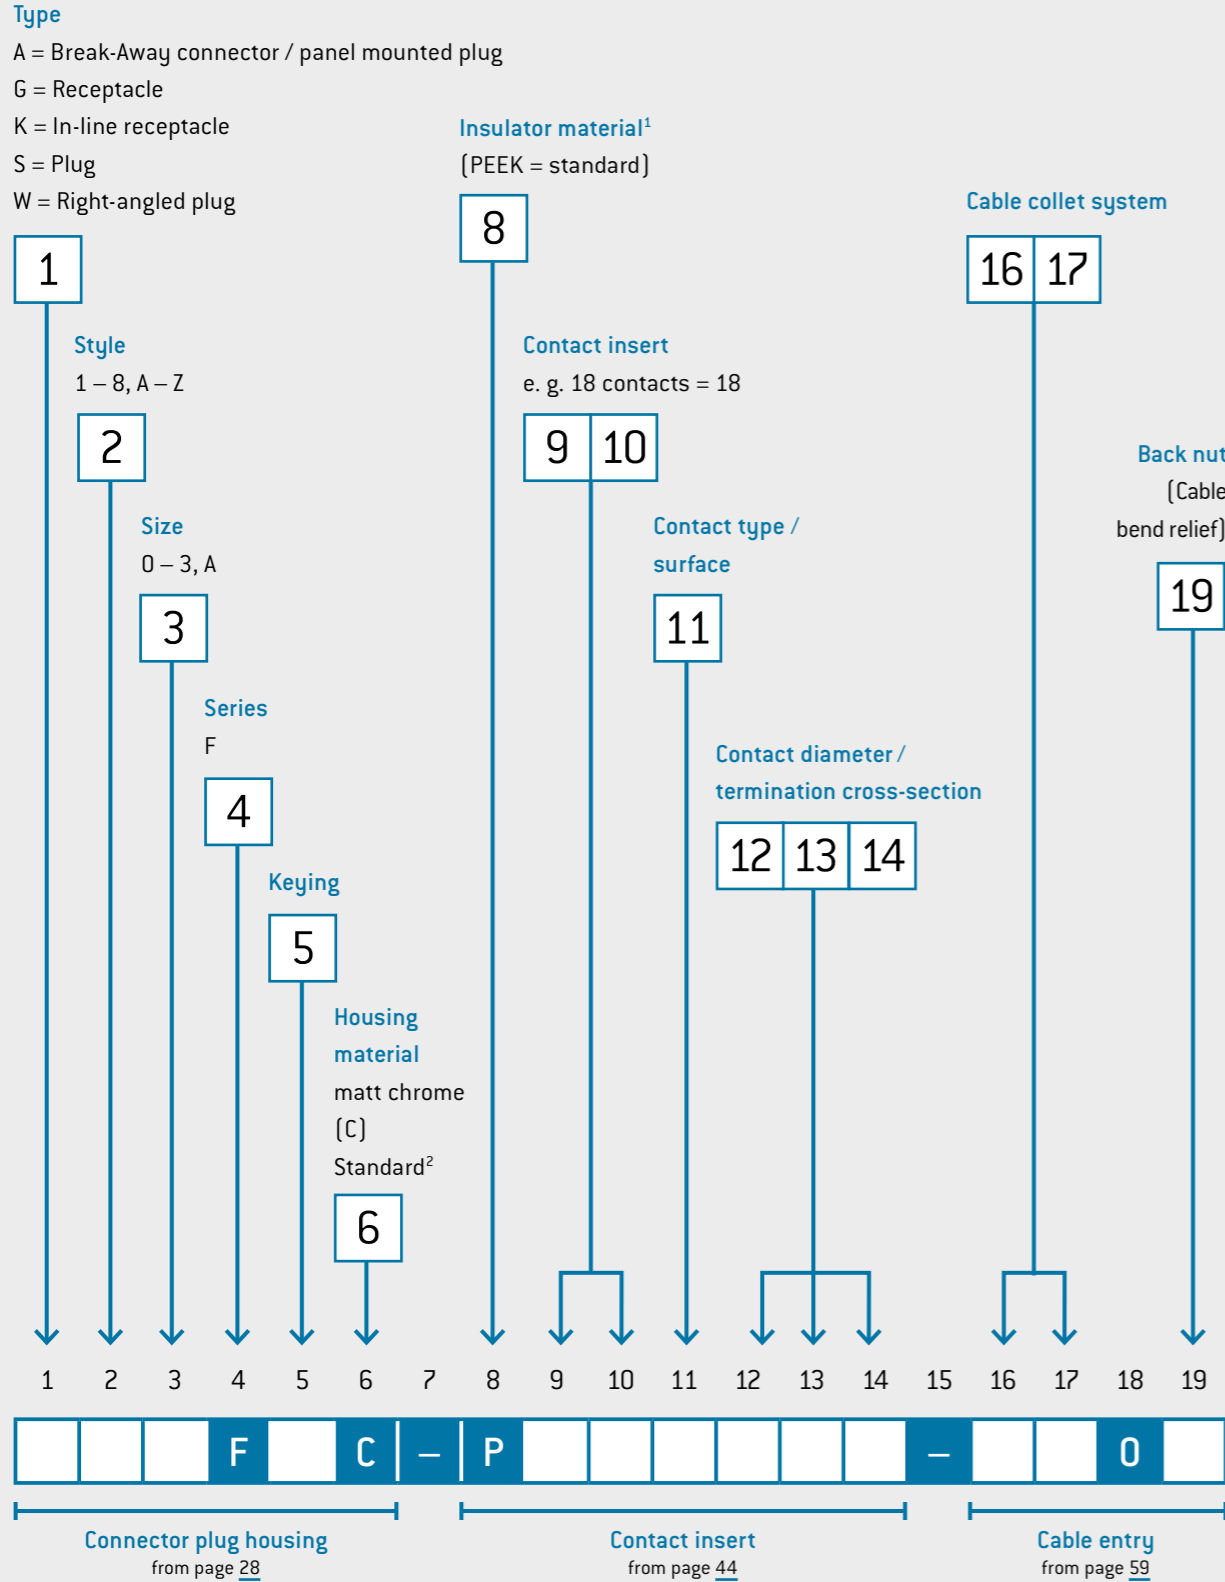 Type
A = Break-Away connector / panel mounted plug
G = Receptacle
K = In-line receptacle
S = Plug
W = Right-angled plug
1
Style
1 – 8, A – Z
2
Size
0 – 3, A
3
Series
F
4
Keying
5
Housing
material
matt chrome
(C)
Standard²
6
Insulator material¹
(PEEK = standard)
8
Contact insert
e. g. 18 contacts = 18
9 10
Contact type /
surface
11
Contact diameter /
termination cross-section
12 13 14
Cable collet system
16 17
Back nut
(Cable
bend relief)
19
1 2 3 4 5 6 7 8 9 10 11 12 13 14 15 16 17 18 19
F C – P – 0
Connector plug housing
from page 28
Contact insert
from page 44
Cable entry
from page 59